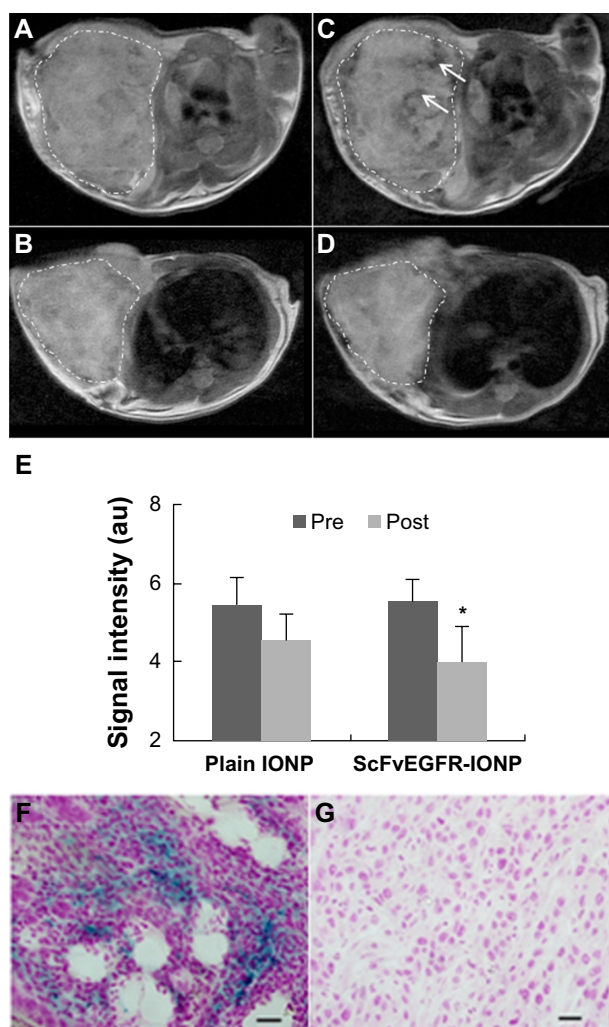 A
C
B
D
E
8
6
4
2
Signal intensity (au)
Pre
Post
*
Plain IONP
ScFvEGFR-IONP
F
G